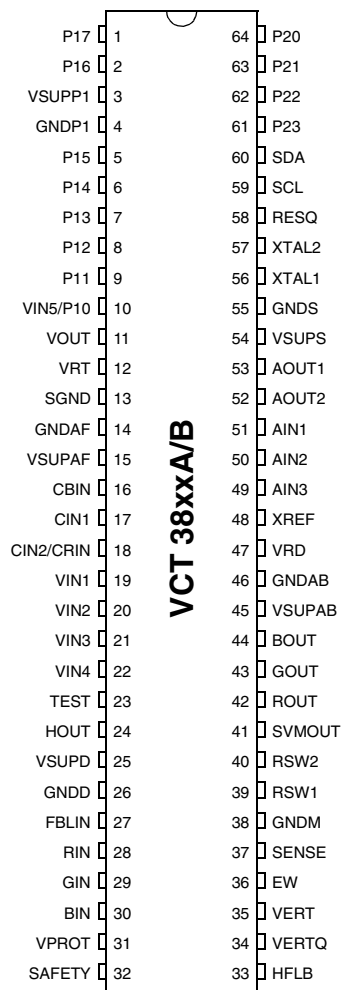 P17 1 64 P20
P16 2 63 P21
VSUPP1 3 62 P22
GNDP1 4 61 P23
P15 5 60 SDA
P14 6 59 SCL
P13 7 58 RESQ
P12 8 57 XTAL2
P11 9 56 XTAL1
VIN5/P10 10 55 GNDS
VOUT 11 54 VSUPS
VRT 12 53 AOUT1
SGND 13 52 AOUT2
GNDAF 14 51 AIN1
VSUPAF 15 50 AIN2
CBIN 16 49 AIN3
CIN1 17 48 XREF
CIN2/CRIN 18 47 VRD
VIN1 19 46 GNDAB
VIN2 20 45 VSUPAB
VIN3 21 44 BOUT
VIN4 22 43 GOUT
TEST 23 42 ROUT
HOUT 24 41 SVMOUT
VSUPD 25 40 RSW2
GNDD 26 39 RSW1
FBLIN 27 38 GNDM
RIN 28 37 SENSE
GIN 29 36 EW
BIN 30 35 VERT
VPROT 31 34 VERTQ
SAFETY 32 33 HFLB
VCT 38xxA/B